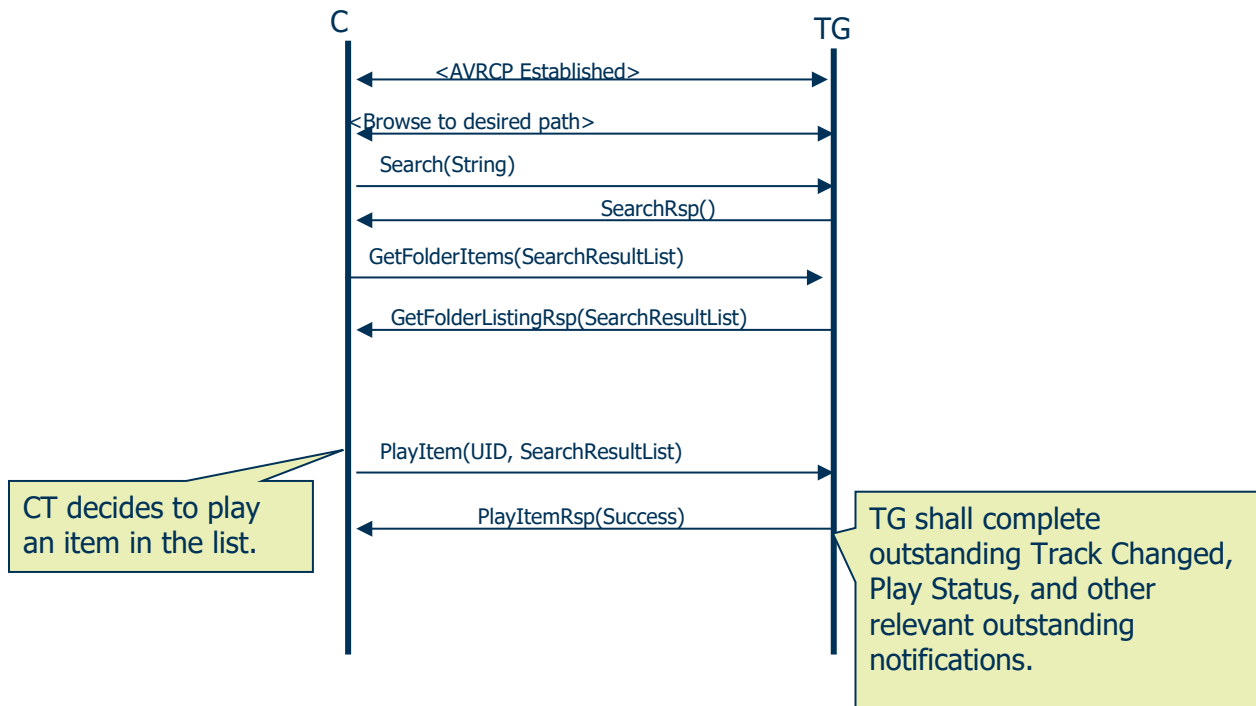 C
TG
<AVRCP Established>
<Browse to desired path>
Search(String)
SearchRsp()
GetFolderItems(SearchResultList)
GetFolderListingRsp(SearchResultList)
PlayItem(UID, SearchResultList)
CT decides to play
an item in the list.
PlayItemRsp(Success)
TG shall complete
outstanding Track Changed,
Play Status, and other
relevant outstanding
notifications.